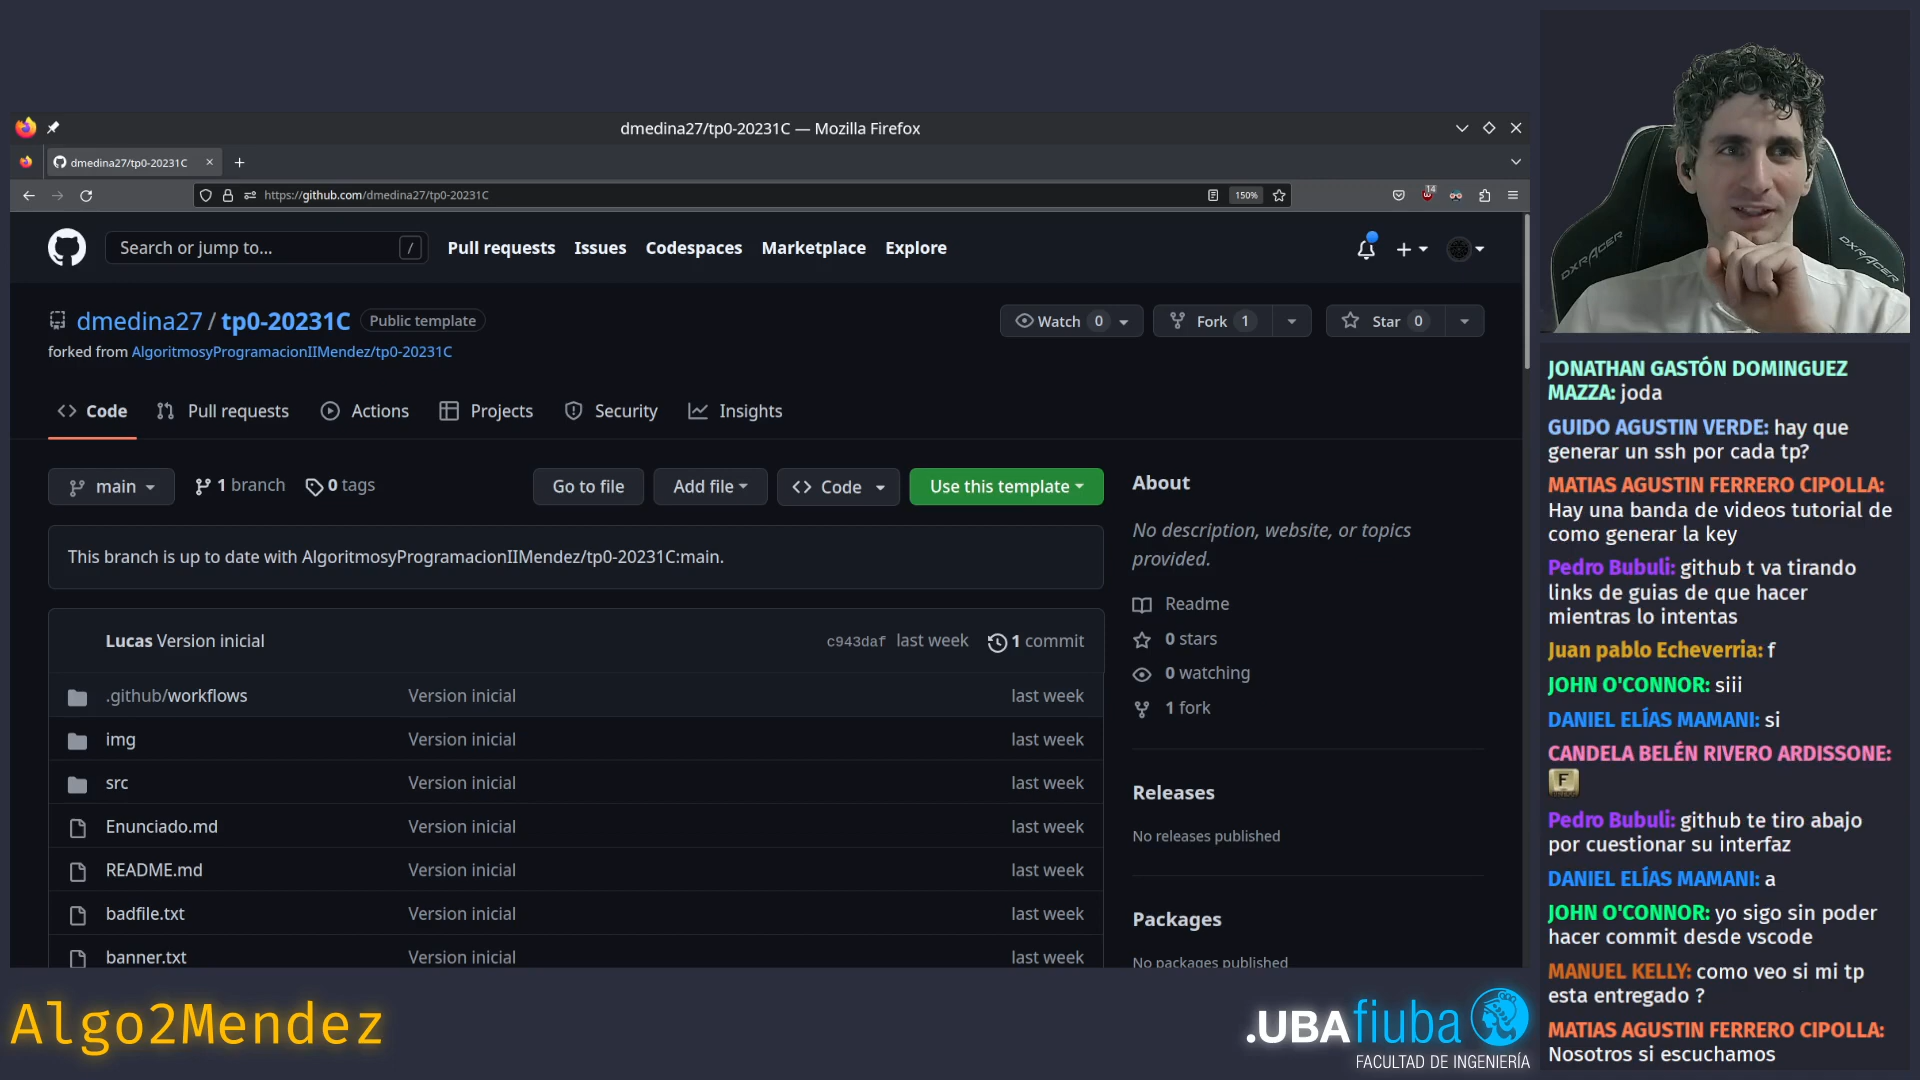 dmedina27/tp0-20231C — Mozilla Firefox
dmedina27/tp0-20231C
https://github.com/dmedina27/tp0-20231C
150%
14
Search or jump to...
/
Pull requests
Issues
Codespaces
Marketplace
Explore
dmedina27 / tp0-20231C
Public template
forked from AlgoritmosyProgramacionIIMendez/tp0-20231C
Watch 0
Fork 1
Star 0
Code
Pull requests
Actions
Projects
Security
Insights
main
1 branch
0 tags
Go to file
Add file
Code
Use this template
This branch is up to date with AlgoritmosyProgramacionIIMendez/tp0-20231C:main.
Lucas Version inicial
c943daf last week
1 commit
.github/workflows Version inicial last week
img Version inicial last week
src Version inicial last week
Enunciado.md Version inicial last week
README.md Version inicial last week
badfile.txt Version inicial last week
banner.txt Version inicial last week
About
No description, website, or topics
provided.
Readme
0 stars
0 watching
1 fork
Releases
No releases published
Packages
No packages published
DXRACER
DXRACER
JONATHAN GASTÓN DOMINGUEZ
MAZZA: joda
GUIDO AGUSTIN VERDE: hay que
generar un ssh por cada tp?
MATIAS AGUSTIN FERRERO CIPOLLA:
Hay una banda de videos tutorial de
como generar la key
Pedro Bubuli: github t va tirando
links de guias de que hacer
mientras lo intentas
Juan pablo Echeverria: f
JOHN O'CONNOR: siii
DANIEL ELÍAS MAMANI: si
CANDELA BELÉN RIVERO ARDISSONE:
F
Pedro Bubuli: github te tiro abajo
por cuestionar su interfaz
DANIEL ELÍAS MAMANI: a
JOHN O'CONNOR: yo sigo sin poder
hacer commit desde vscode
MANUEL KELLY: como veo si mi tp
esta entregado ?
MATIAS AGUSTIN FERRERO CIPOLLA:
Nosotros si escuchamos
Algo2Mendez
.UBAfiuba
FACULTAD DE INGENIERÍA